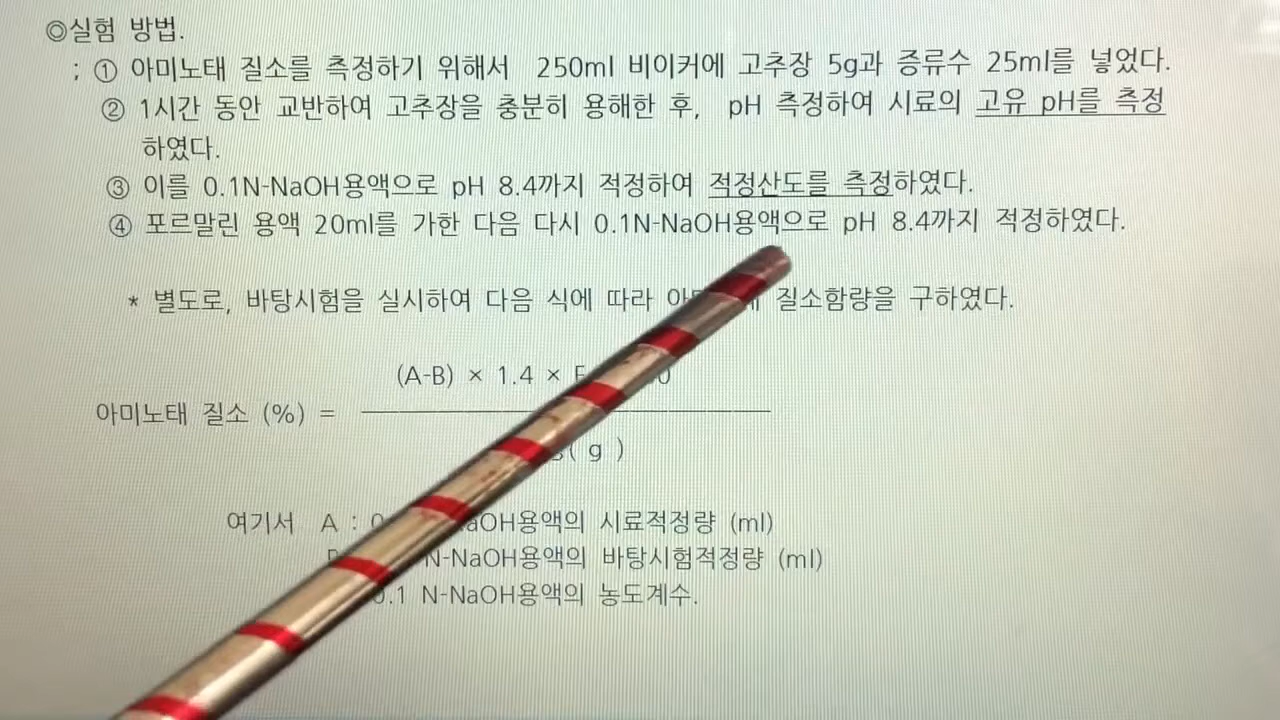 ◎실험 방법.
; ① 아미노태 질소를 측정하기 위해서 250ml 비이커에 고추장 5g과 증류수 25ml를 넣었다.
② 1시간 동안 교반하여 고추장을 충분히 용해한 후, pH 측정하여 시료의 고유 pH를 측정
하였다.
③ 이를 0.1N-NaOH용액으로 pH 8.4까지 적정하여 적정산도를 측정하였다.
④ 포르말린 용액 20ml를 가한 다음 다시 0.1N-NaOH용액으로 pH 8.4까지 적정하였다.
* 별도로, 바탕시험을 실시하여 다음 식에 따라 질소함량을 구하였다.
(A-B) × 1.4 ×
아미노태 질소 (%) =
( g )
여기서 A : NaOH용액의 시료적정량 (ml)
N-NaOH용액의 바탕시험적정량 (ml)
0.1 N-NaOH용액의 농도계수.